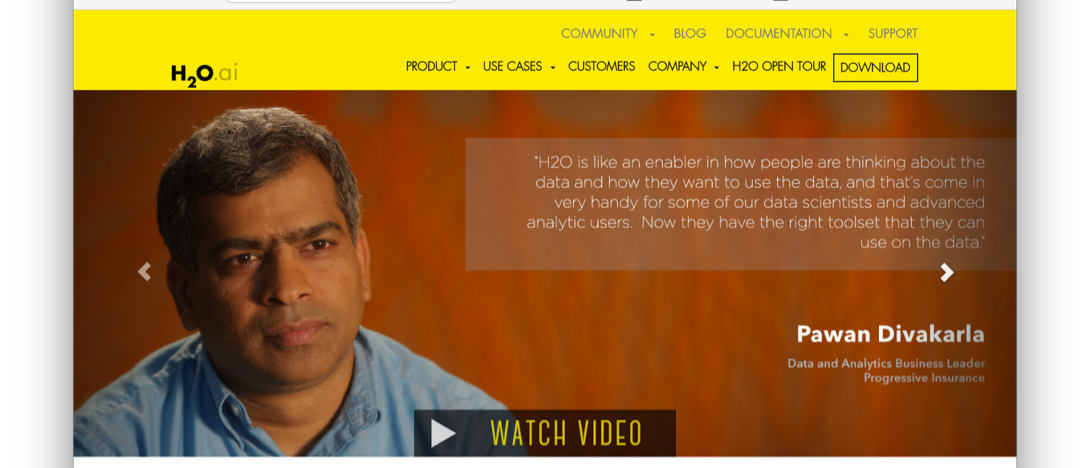 COMMUNITY BLOG DOCUMENTATION SUPPORT
H2O.ai PRODUCT USE CASES CUSTOMERS COMPANY H2O OPEN TOUR DOWNLOAD
"H2O is like an enabler in how people are thinking about the
data and how they want to use the data, and that's come in
very handy for some of our data scientists and advanced
analytic users. Now they have the right toolset that they can
use on the data."
Pawan Divakarla
Data and Analytics Business Leader
Progressive Insurance
WATCH VIDEO